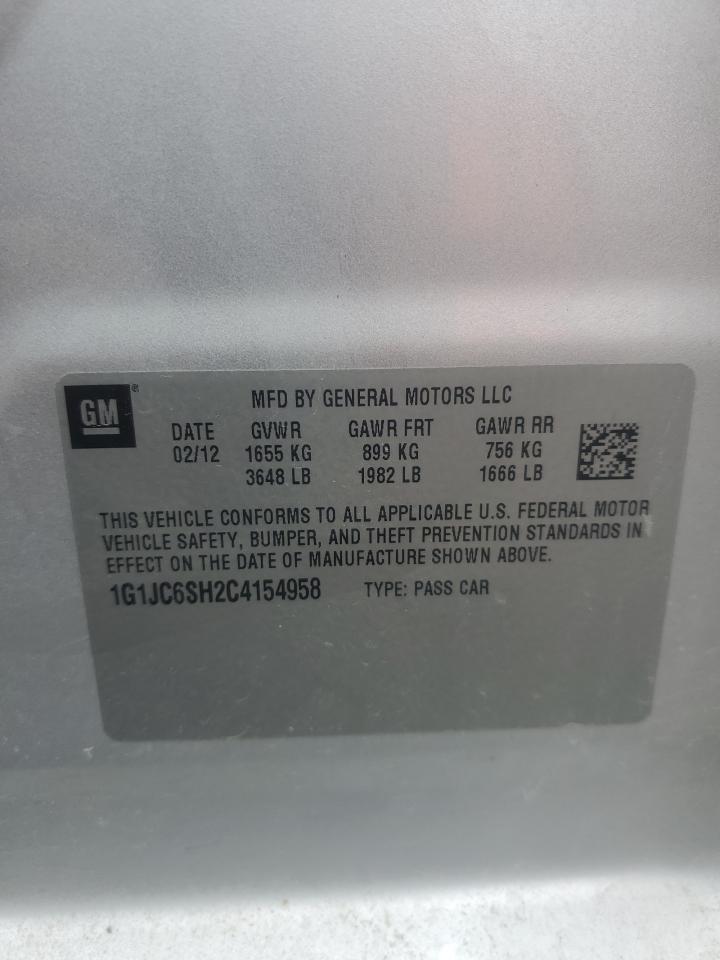 GM ®
MFD BY GENERAL MOTORS LLC
DATE GVWR GAWR FRT GAWR RR
02/12 1655 KG 899 KG 756 KG
3648 LB 1982 LB 1666 LB
THIS VEHICLE CONFORMS TO ALL APPLICABLE U.S. FEDERAL MOTOR
VEHICLE SAFETY, BUMPER, AND THEFT PREVENTION STANDARDS IN
EFFECT ON THE DATE OF MANUFACTURE SHOWN ABOVE.
1G1JC6SH2C4154958 TYPE: PASS CAR